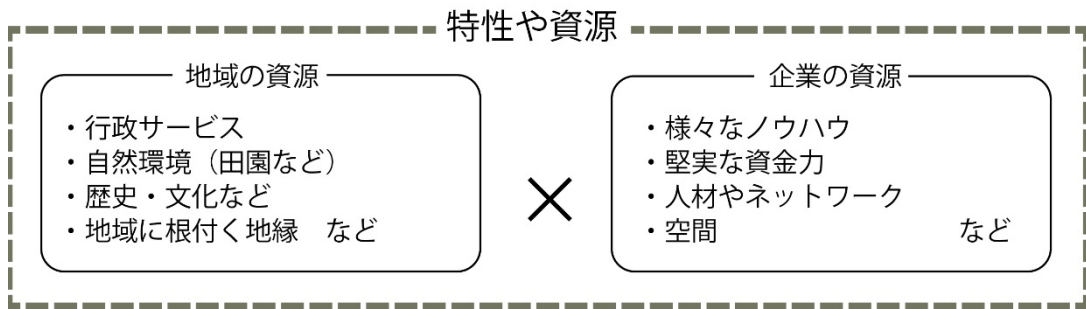 特性や資源
地域の資源
・行政サービス
・自然環境（田園など）
・歴史・文化など
・地域に根付く地縁　など
×
企業の資源
・様々なノウハウ
・堅実な資金力
・人材やネットワーク
・空間　など